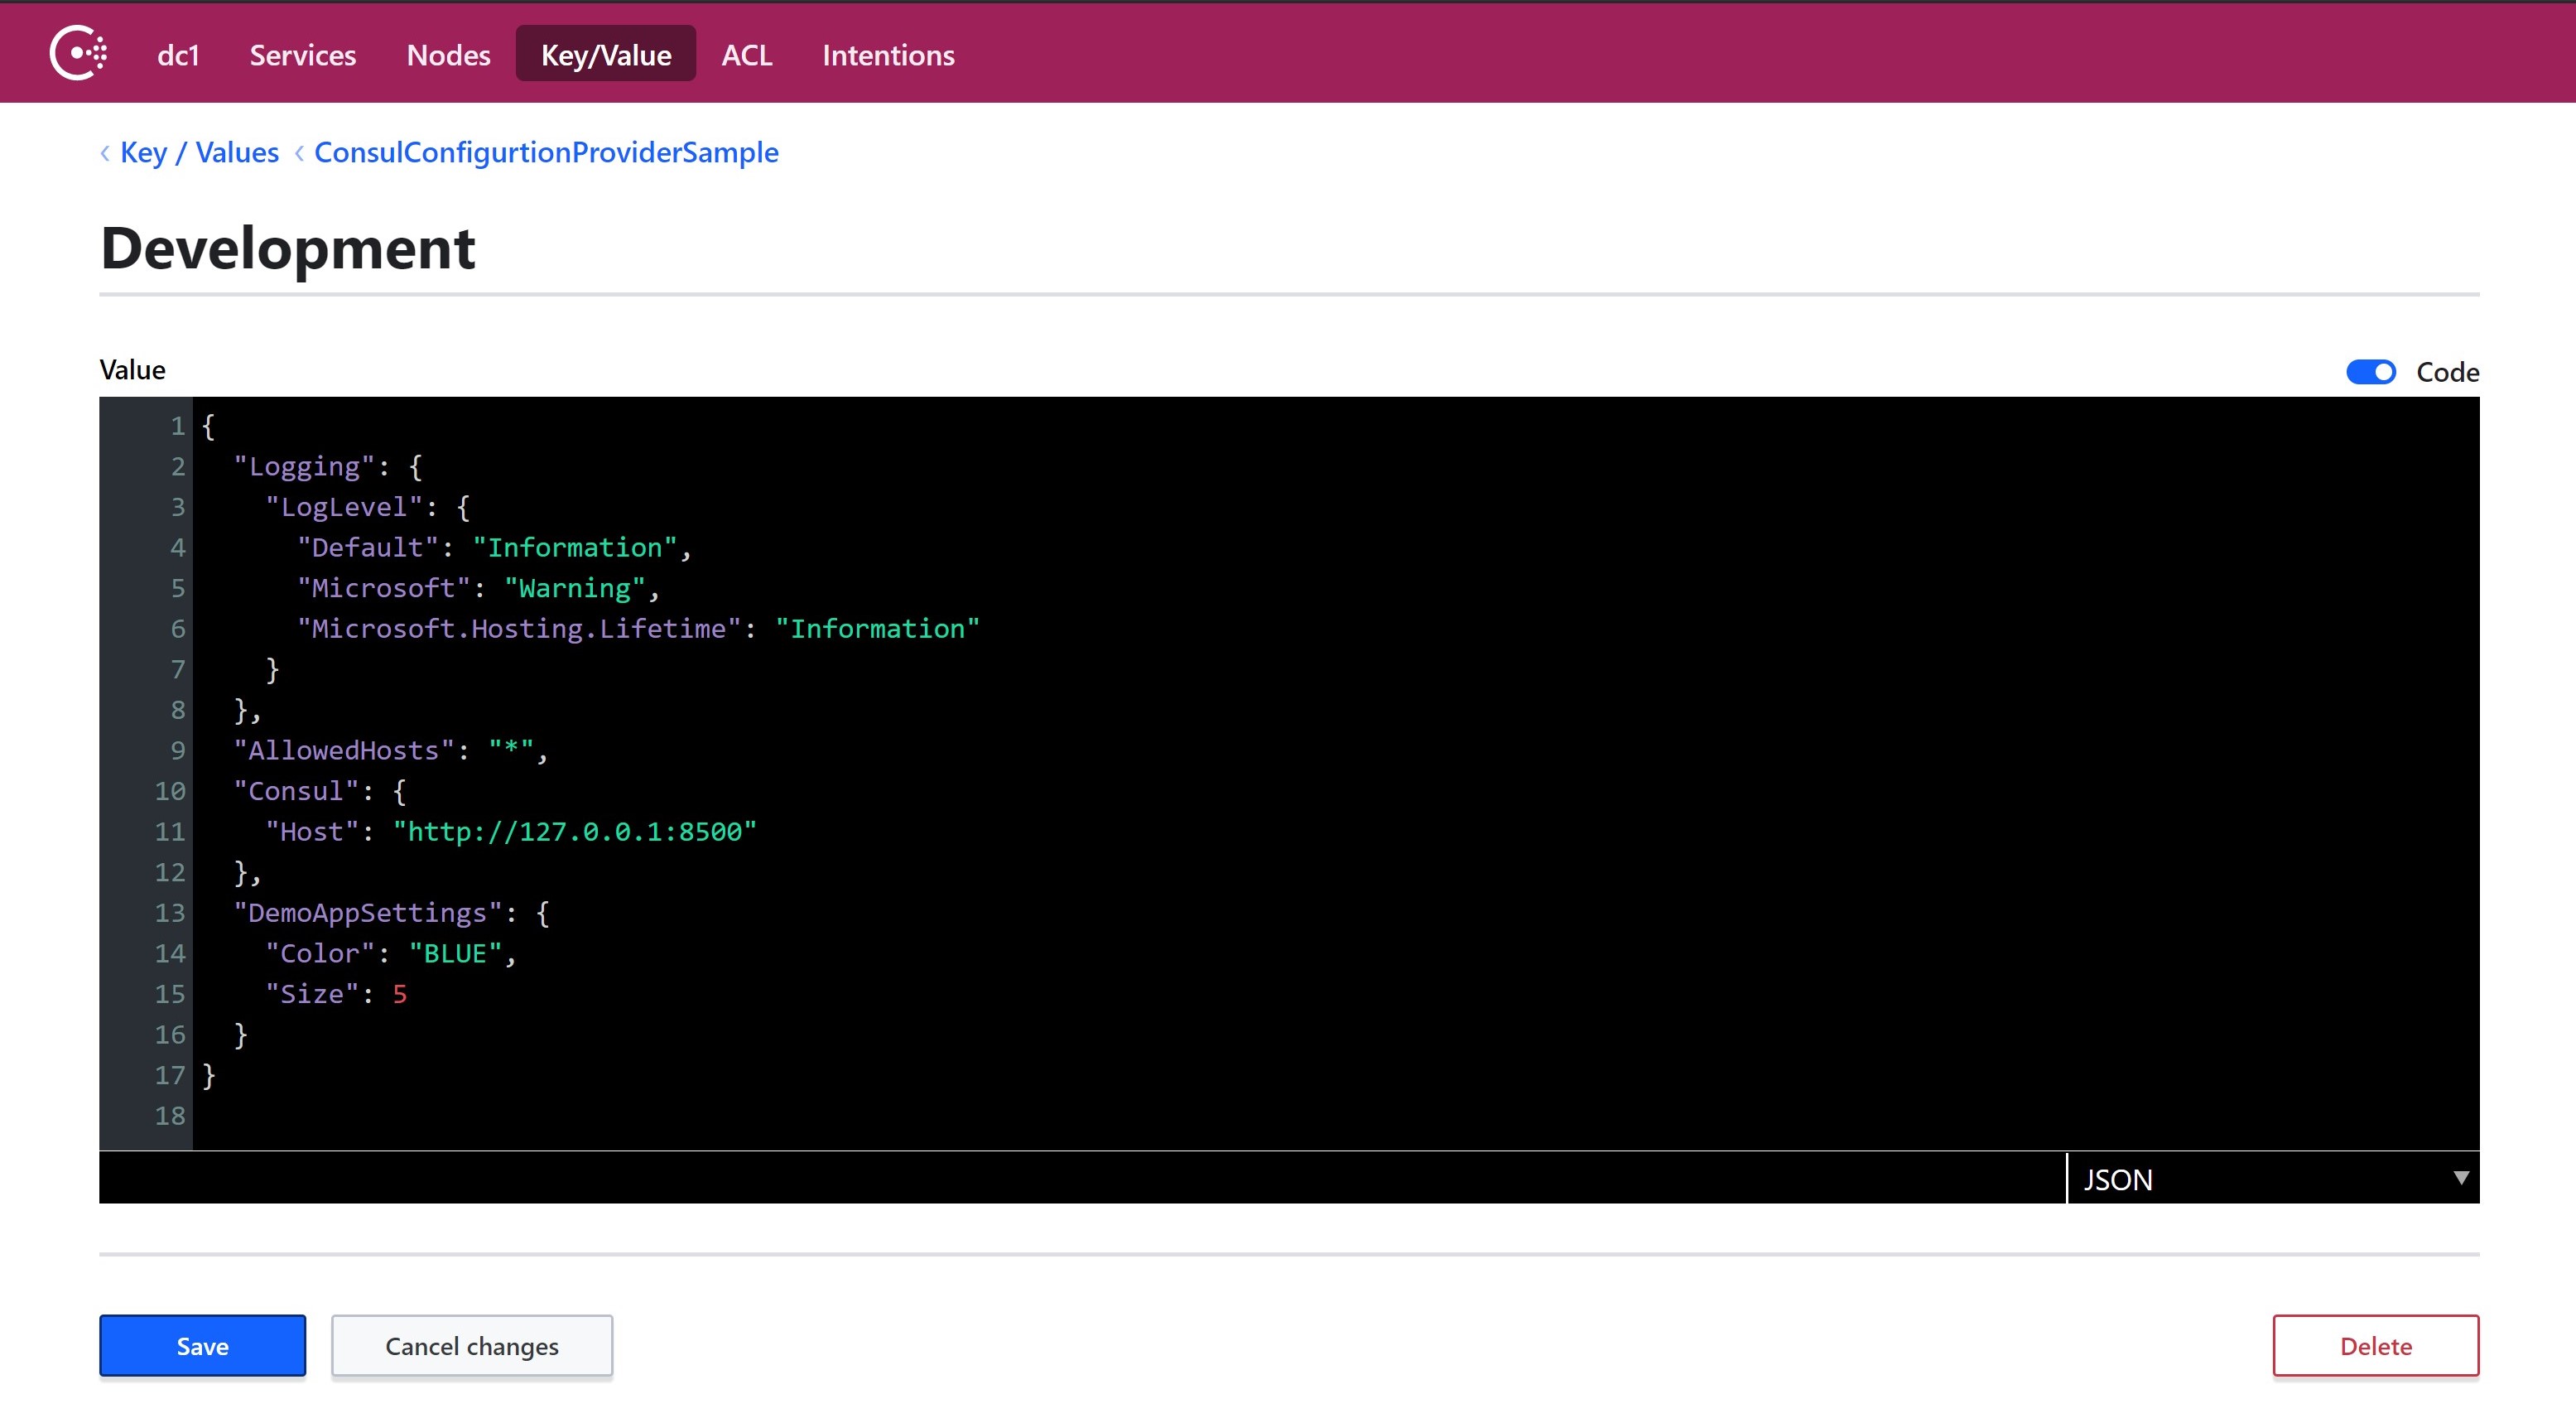 dc1 Services Nodes Key/Value ACL Intentions
‹ Key / Values ‹ ConsulConfigurtionProviderSample
Development
Value Code
1 {
2   "Logging": {
3     "LogLevel": {
4       "Default": "Information",
5       "Microsoft": "Warning",
6       "Microsoft.Hosting.Lifetime": "Information"
7     }
8   },
9   "AllowedHosts": "*",
10   "Consul": {
11     "Host": "http://127.0.0.1:8500"
12   },
13   "DemoAppSettings": {
14     "Color": "BLUE",
15     "Size": 5
16   }
17 }
18
JSON
Save Cancel changes Delete